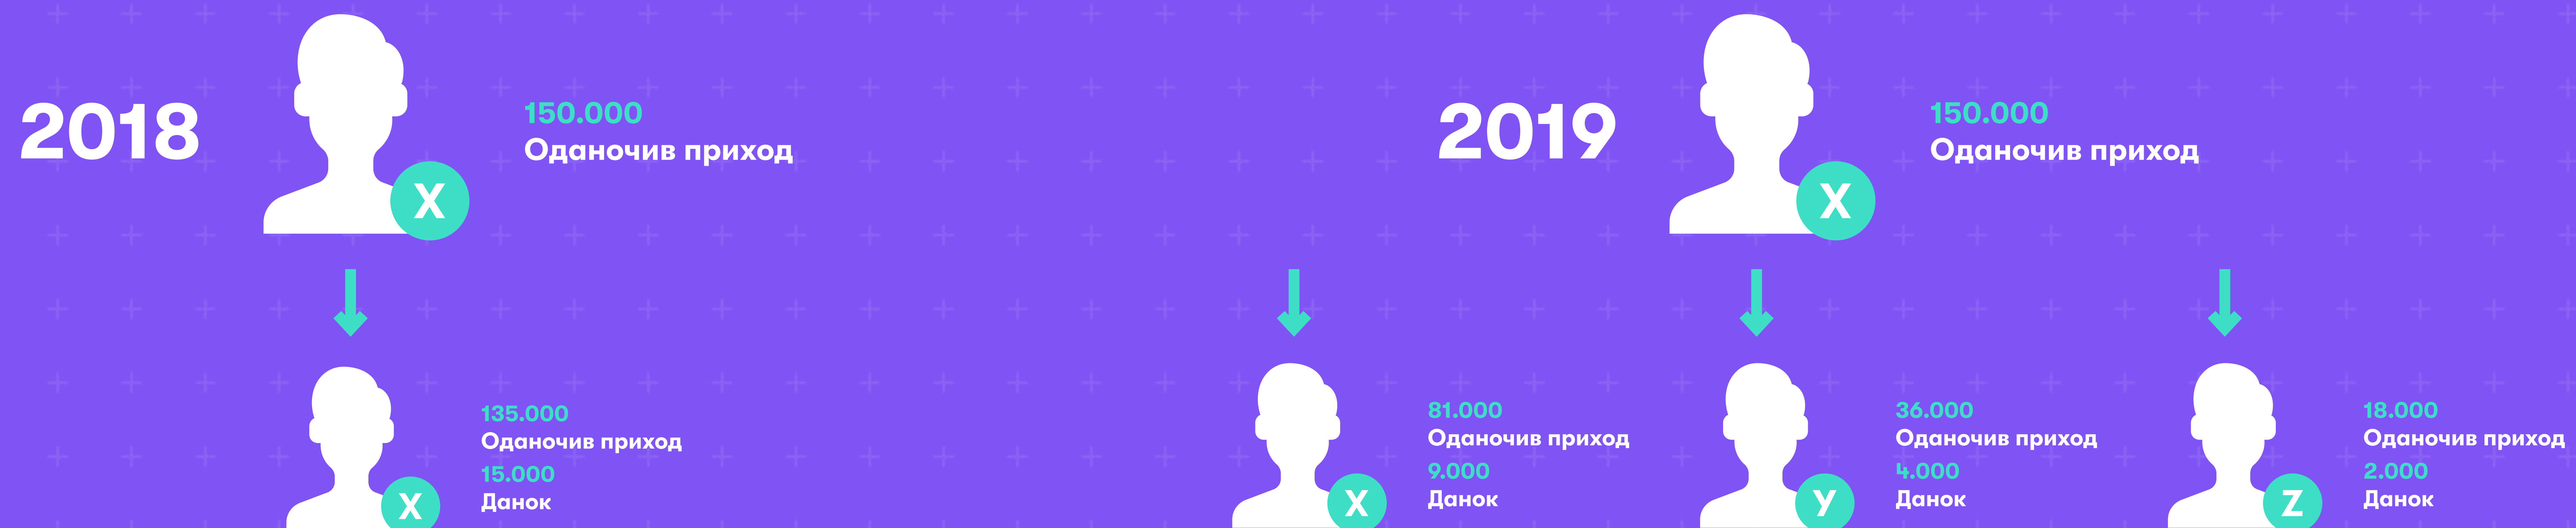 2018
150.000
Оданочив приход
X
135.000
Оданочив приход
15.000
Данок
X
2019
150.000
Оданочив приход
X
81.000
Оданочив приход
9.000
Данок
X
36.000
Оданочив приход
4.000
Данок
У
18.000
Оданочив приход
2.000
Данок
Z